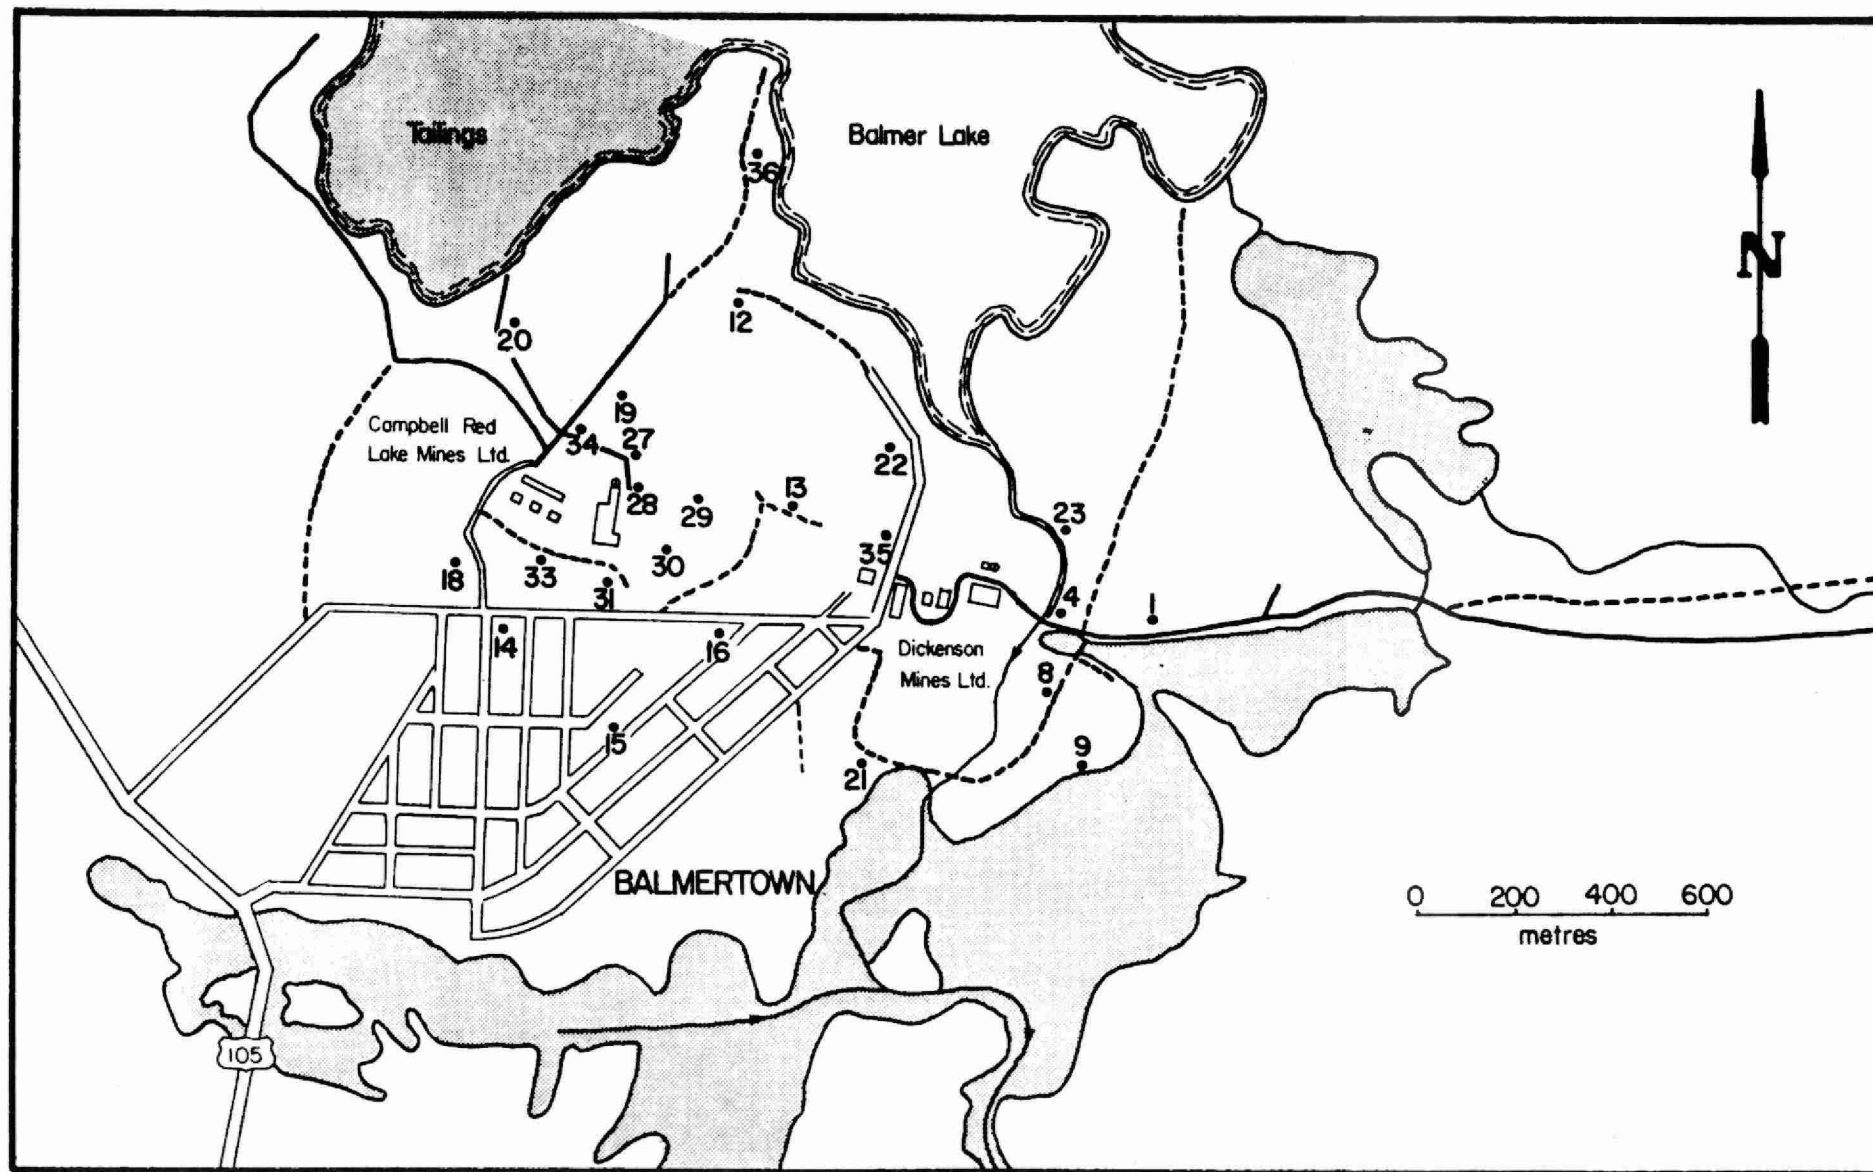 Tailings
Balmer Lake
36
N
12
20
Campbell Red
Lake Mines Ltd.
19
34
27
22
28
29
13
23
35
30
18
33
31
4
1
14
16
Dickenson
Mines Ltd.
8
15
9
21
BALMERTOWN
0 200 400 600
metres
105